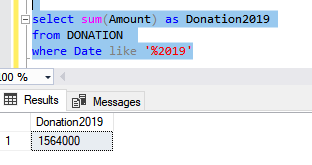 select sum(Amount) as Donation2019
from DONATION
where Date like '%2019'
.00 %
Results Messages
Donation2019
1 1564000